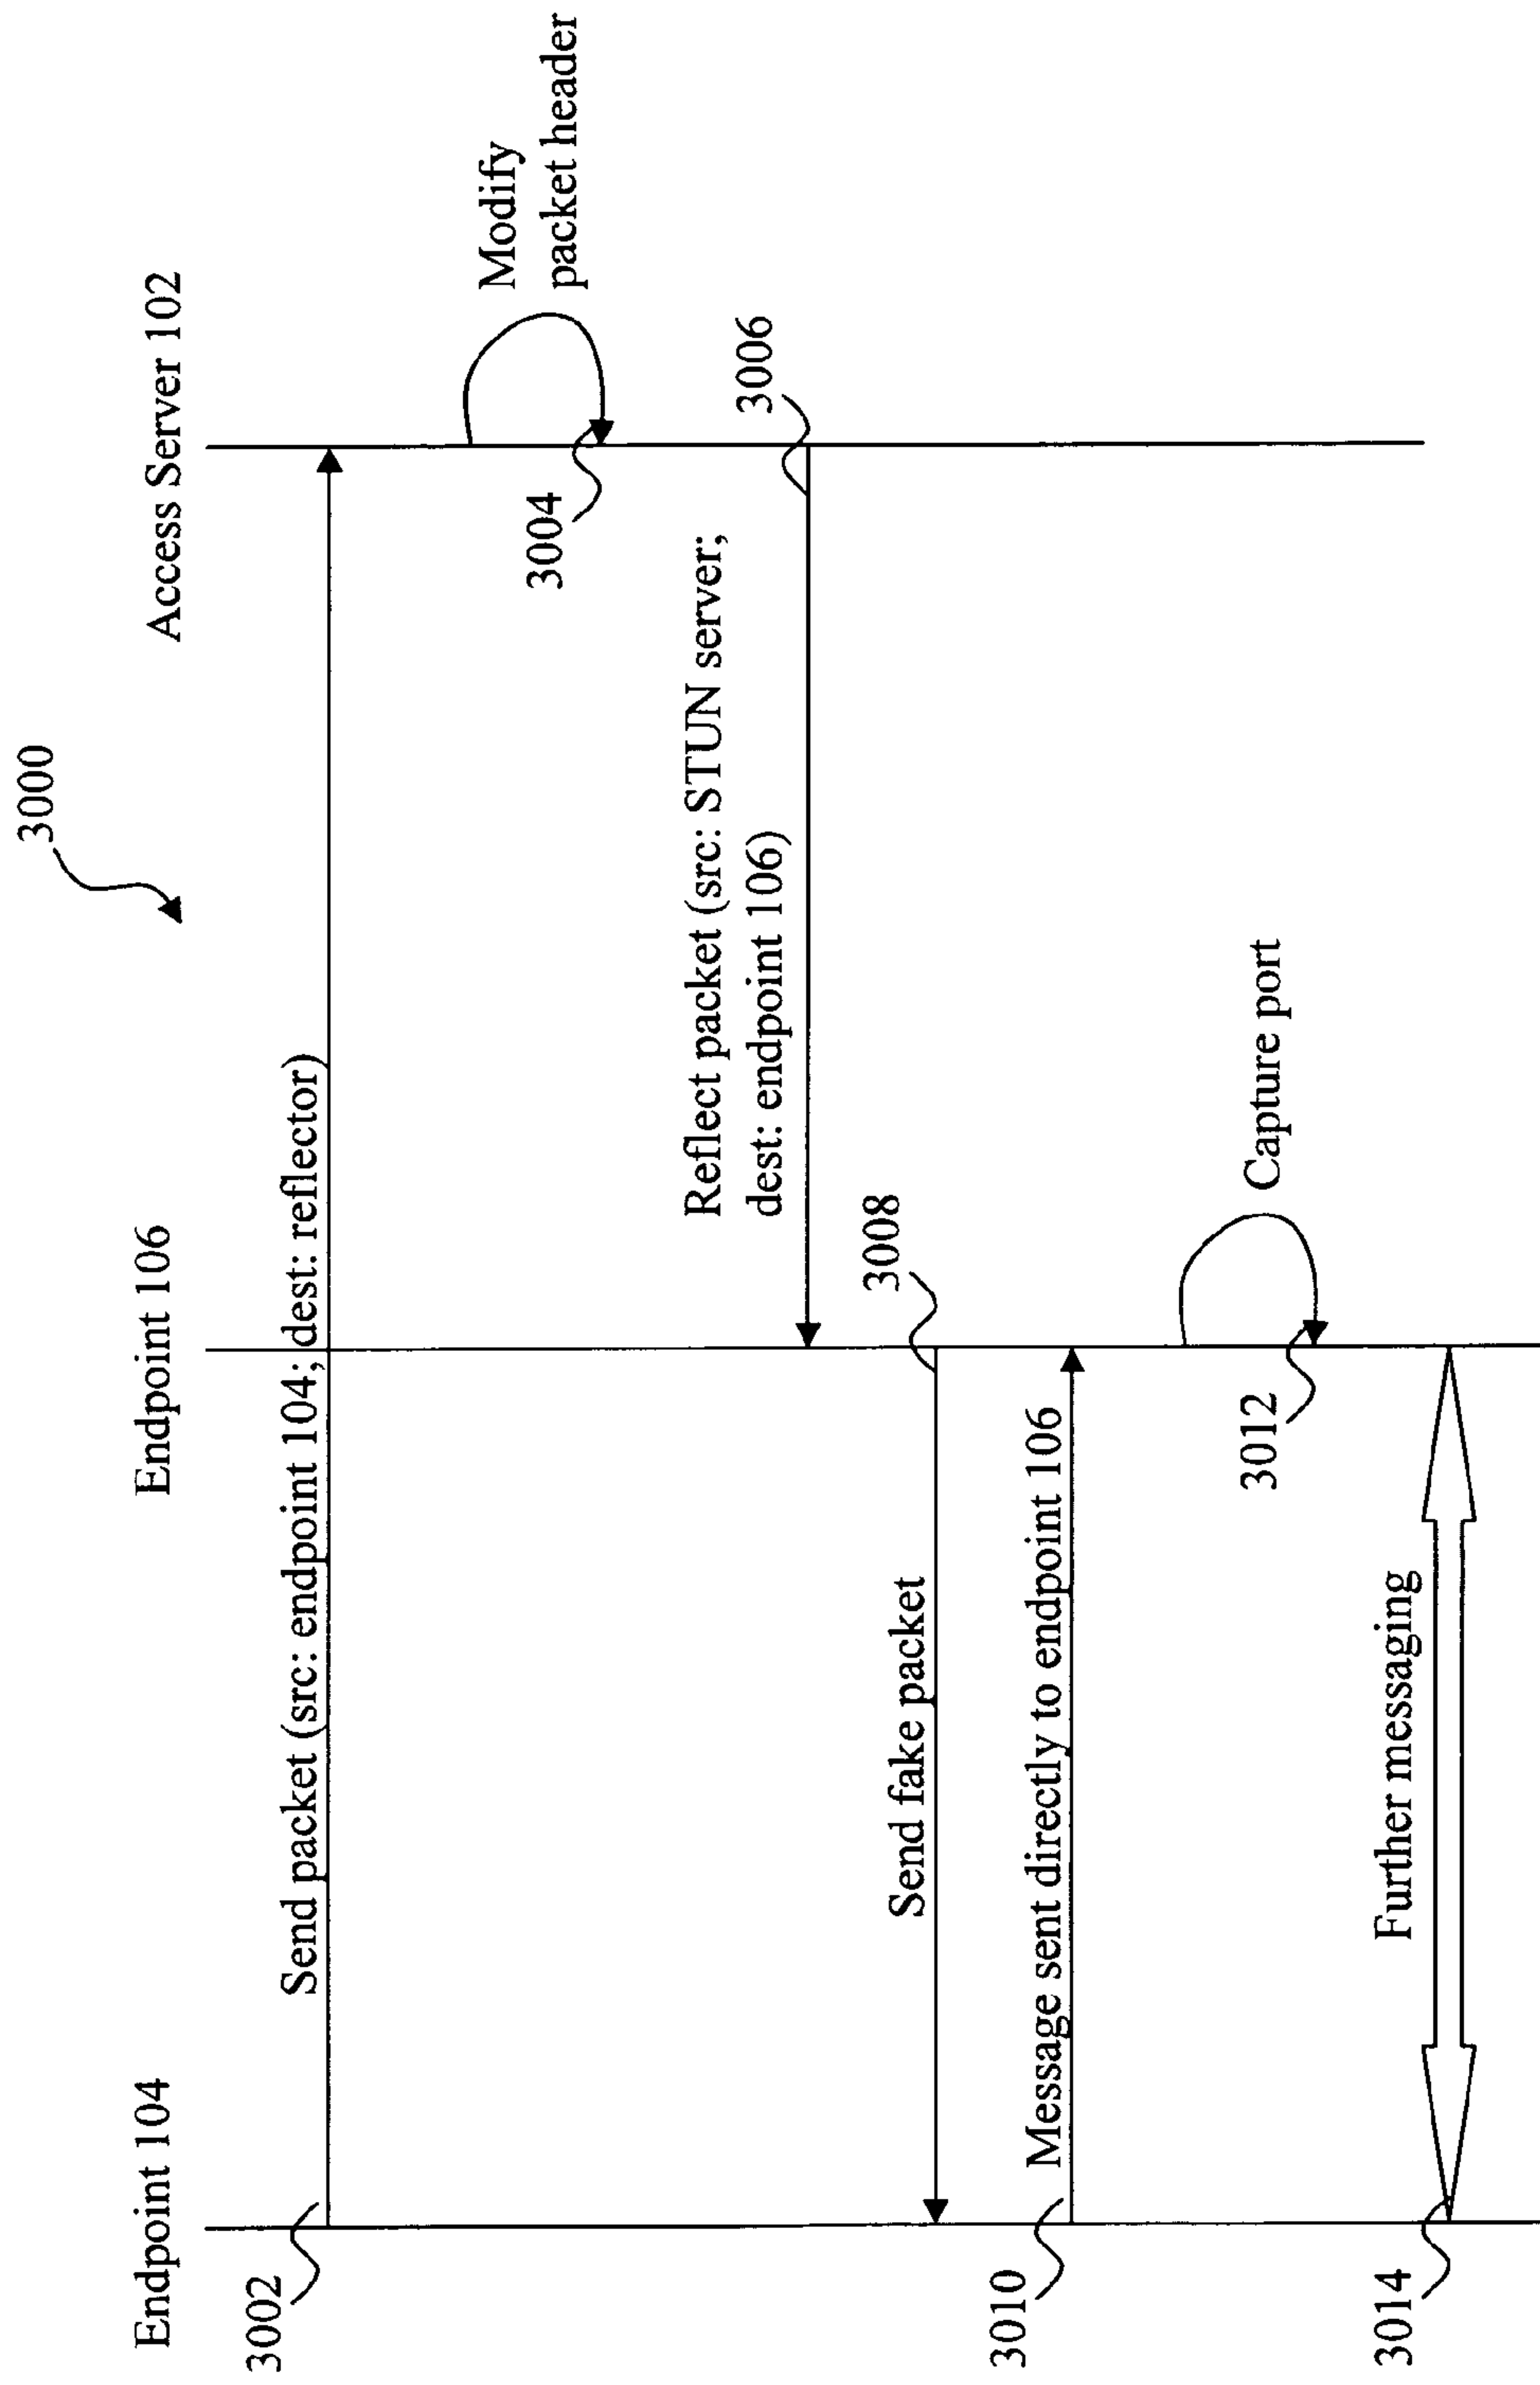 3000
Endpoint 104
Endpoint 106
Access Server 102
3002
Send packet (src: endpoint 104; dest: reflector)
Modify
packet header
3004
3006
Reflect packet (src: STUN server;
dest: endpoint 106)
3008
Send fake packet
3010
Message sent directly to endpoint 106
Capture port
3012
Further messaging
3014